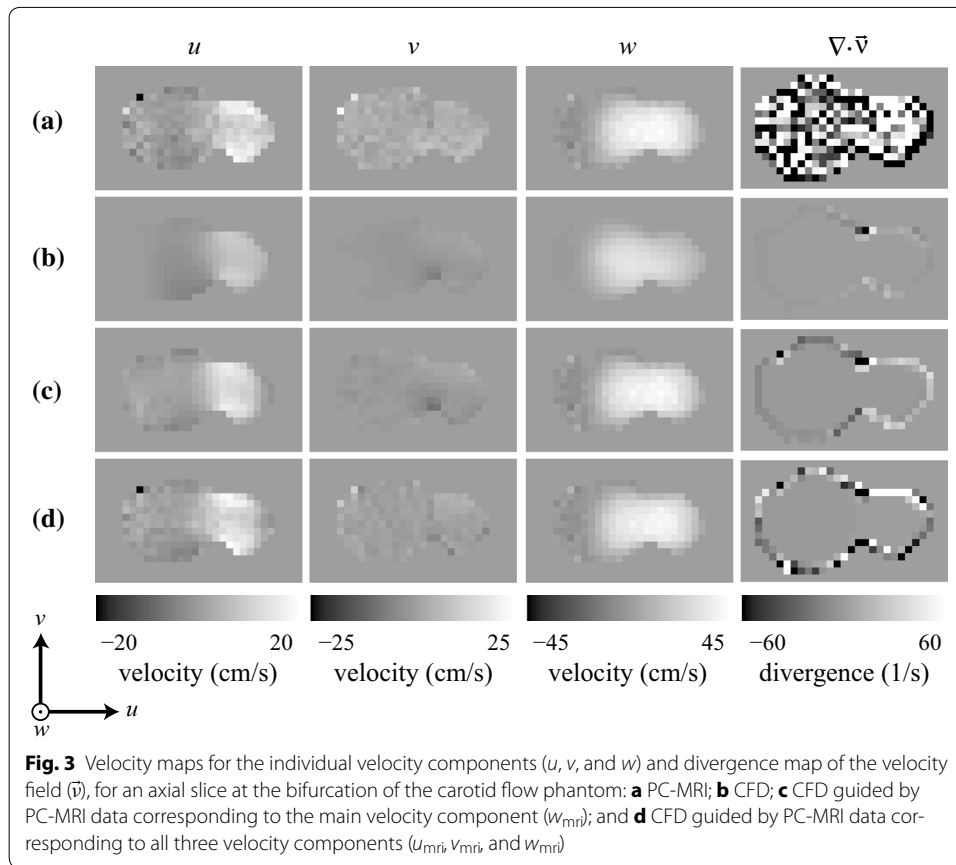 u v w ∇·v⃗
(a)
(b)
(c)
(d)
−20 20 −25 25 −45 45 −60 60
velocity (cm/s) velocity (cm/s) velocity (cm/s) divergence (1/s)
v
w u
Fig. 3 Velocity maps for the individual velocity components (u, v, and w) and divergence map of the velocity
field (v⃗), for an axial slice at the bifurcation of the carotid flow phantom: a PC-MRI; b CFD; c CFD guided by
PC-MRI data corresponding to the main velocity component (wmri); and d CFD guided by PC-MRI data cor-
responding to all three velocity components (umri, vmri, and wmri)